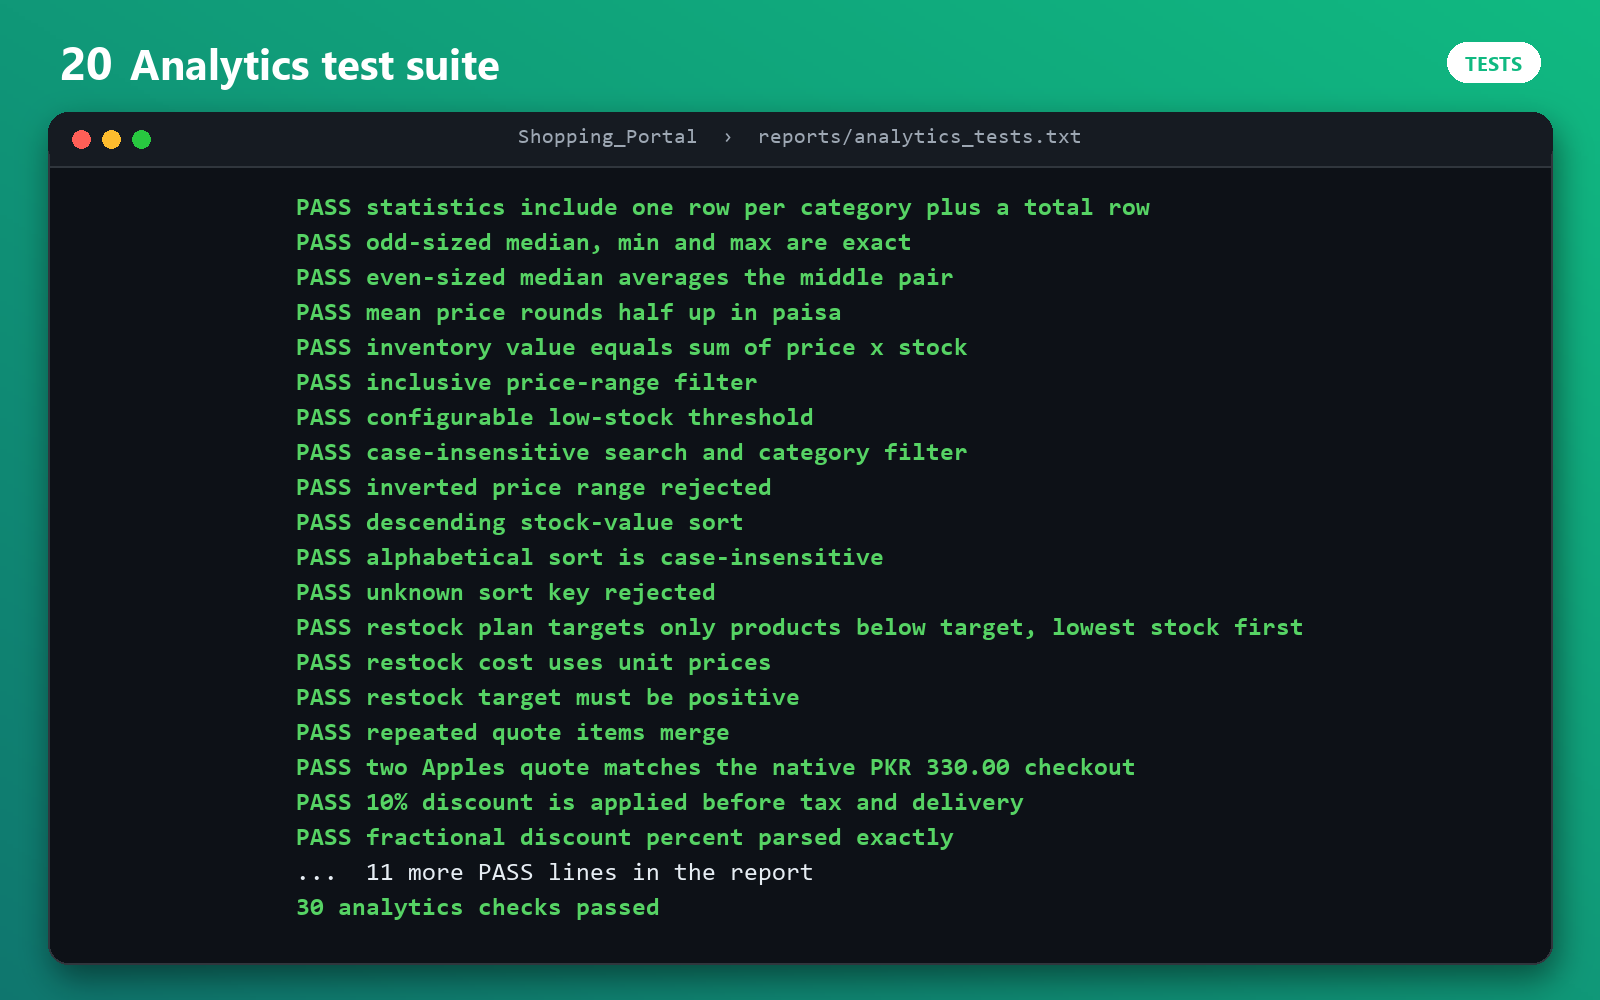 20 Analytics test suite
TESTS
Shopping_Portal › reports/analytics_tests.txt
PASS statistics include one row per category plus a total row
PASS odd-sized median, min and max are exact
PASS even-sized median averages the middle pair
PASS mean price rounds half up in paisa
PASS inventory value equals sum of price x stock
PASS inclusive price-range filter
PASS configurable low-stock threshold
PASS case-insensitive search and category filter
PASS inverted price range rejected
PASS descending stock-value sort
PASS alphabetical sort is case-insensitive
PASS unknown sort key rejected
PASS restock plan targets only products below target, lowest stock first
PASS restock cost uses unit prices
PASS restock target must be positive
PASS repeated quote items merge
PASS two Apples quote matches the native PKR 330.00 checkout
PASS 10% discount is applied before tax and delivery
PASS fractional discount percent parsed exactly
... 11 more PASS lines in the report
30 analytics checks passed